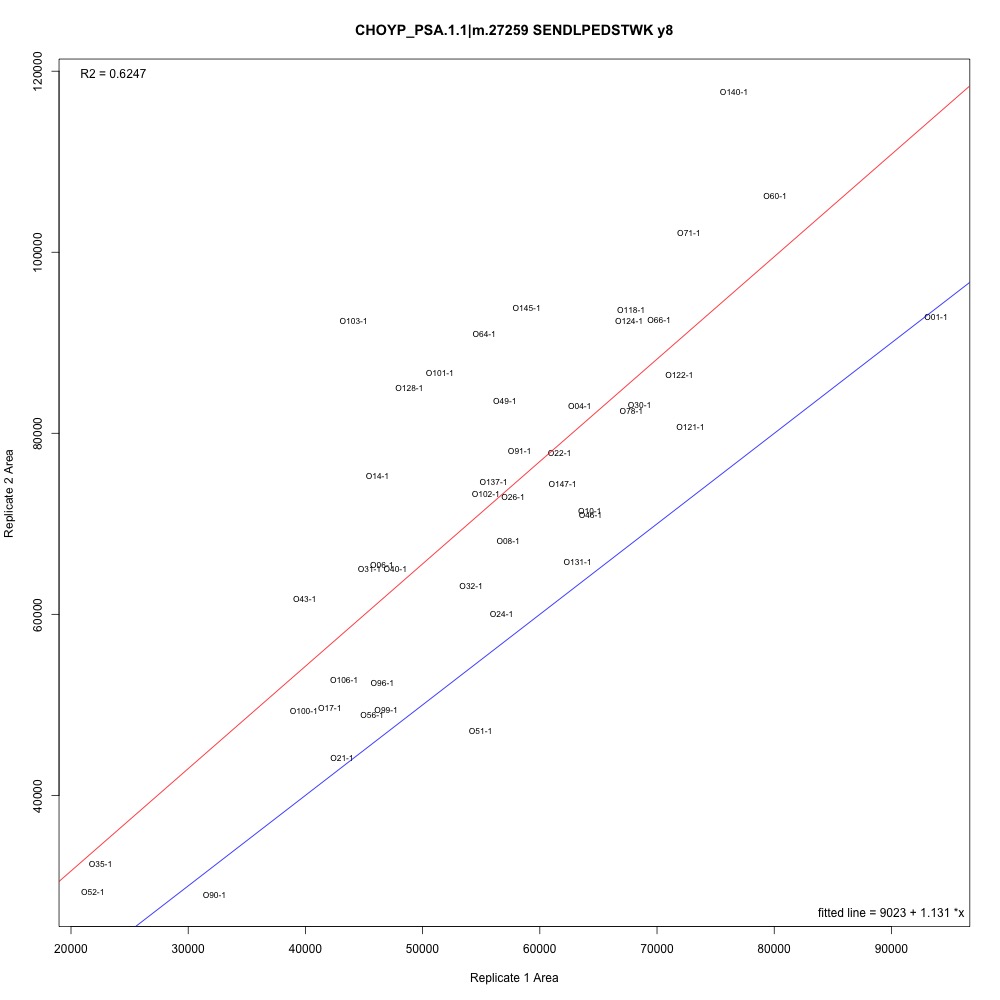 CHOYP_PSA.1.1|m.27259 SENDLPEDSTWK y8
R2 = 0.6247
120000
100000
80000
60000
40000
Replicate 2 Area
O140-1
O60-1
O71-1
O145-1
O118-1
O103-1
O124-1
O66-1
O01-1
O64-1
O101-1
O122-1
O128-1
O49-1
O04-1
O30-1
O78-1
O121-1
O91-1
O22-1
O14-1
O137-1
O147-1
O102-1
O26-1
O10-1
O46-1
O08-1
O131-1
O06-1
O31-1
O40-1
O32-1
O43-1
O24-1
O106-1
O96-1
O100-1
O17-1
O99-1
O56-1
O51-1
O21-1
O35-1
O52-1
O90-1
fitted line = 9023 + 1.131 *x
20000
30000
40000
50000
60000
70000
80000
90000
Replicate 1 Area